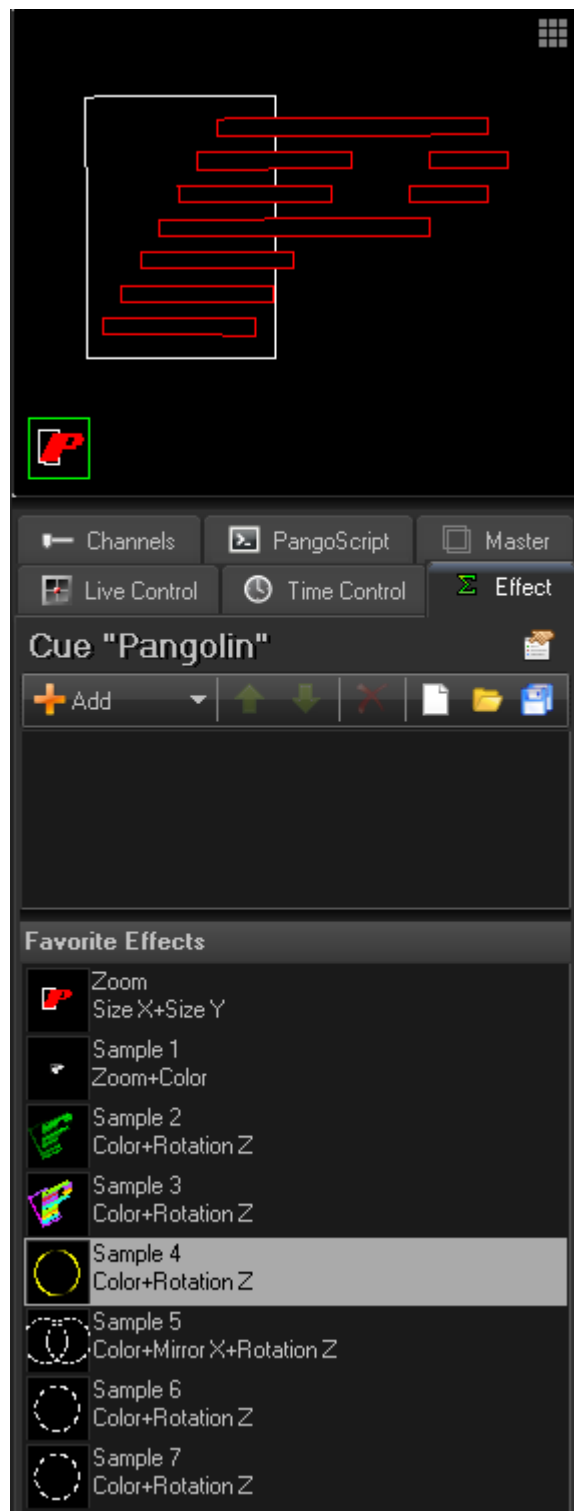 Channels
PangoScript
Master
Live Control
Time Control
Effect
Cue "Pangolin"
Add
Favorite Effects
Zoom
Size X+Size Y
Sample 1
Zoom+Color
Sample 2
Color+Rotation Z
Sample 3
Color+Rotation Z
Sample 4
Color+Rotation Z
Sample 5
Color+Mirror X+Rotation Z
Sample 6
Color+Rotation Z
Sample 7
Color+Rotation Z